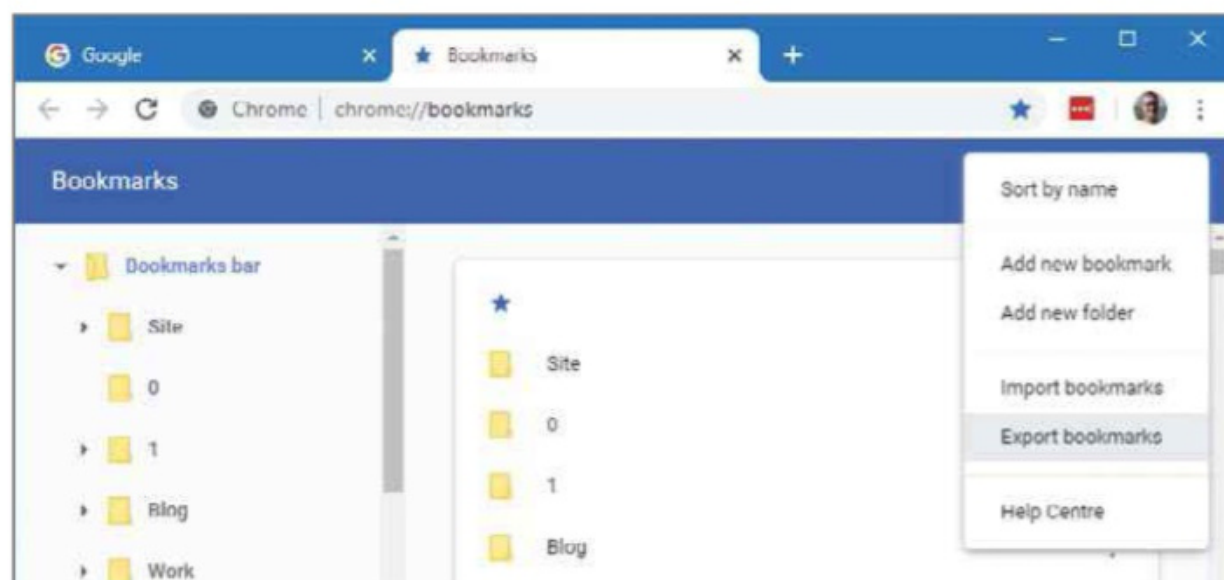 Google
Bookmarks
Chrome | chrome://bookmarks
Bookmarks
Bookmarks bar
Site
0
1
Blog
Work
Site
0
1
Blog
Sort by name
Add new bookmark
Add new folder
Import bookmarks
Export bookmarks
Help Centre